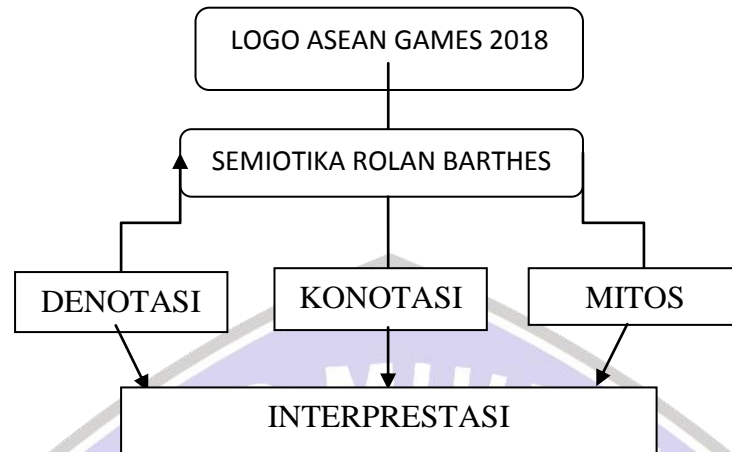 LOGO ASEAN GAMES 2018
SEMIOTIKA ROLAN BARTHES
DENOTASI
KONOTASI
MITOS
INTERPRESTASI